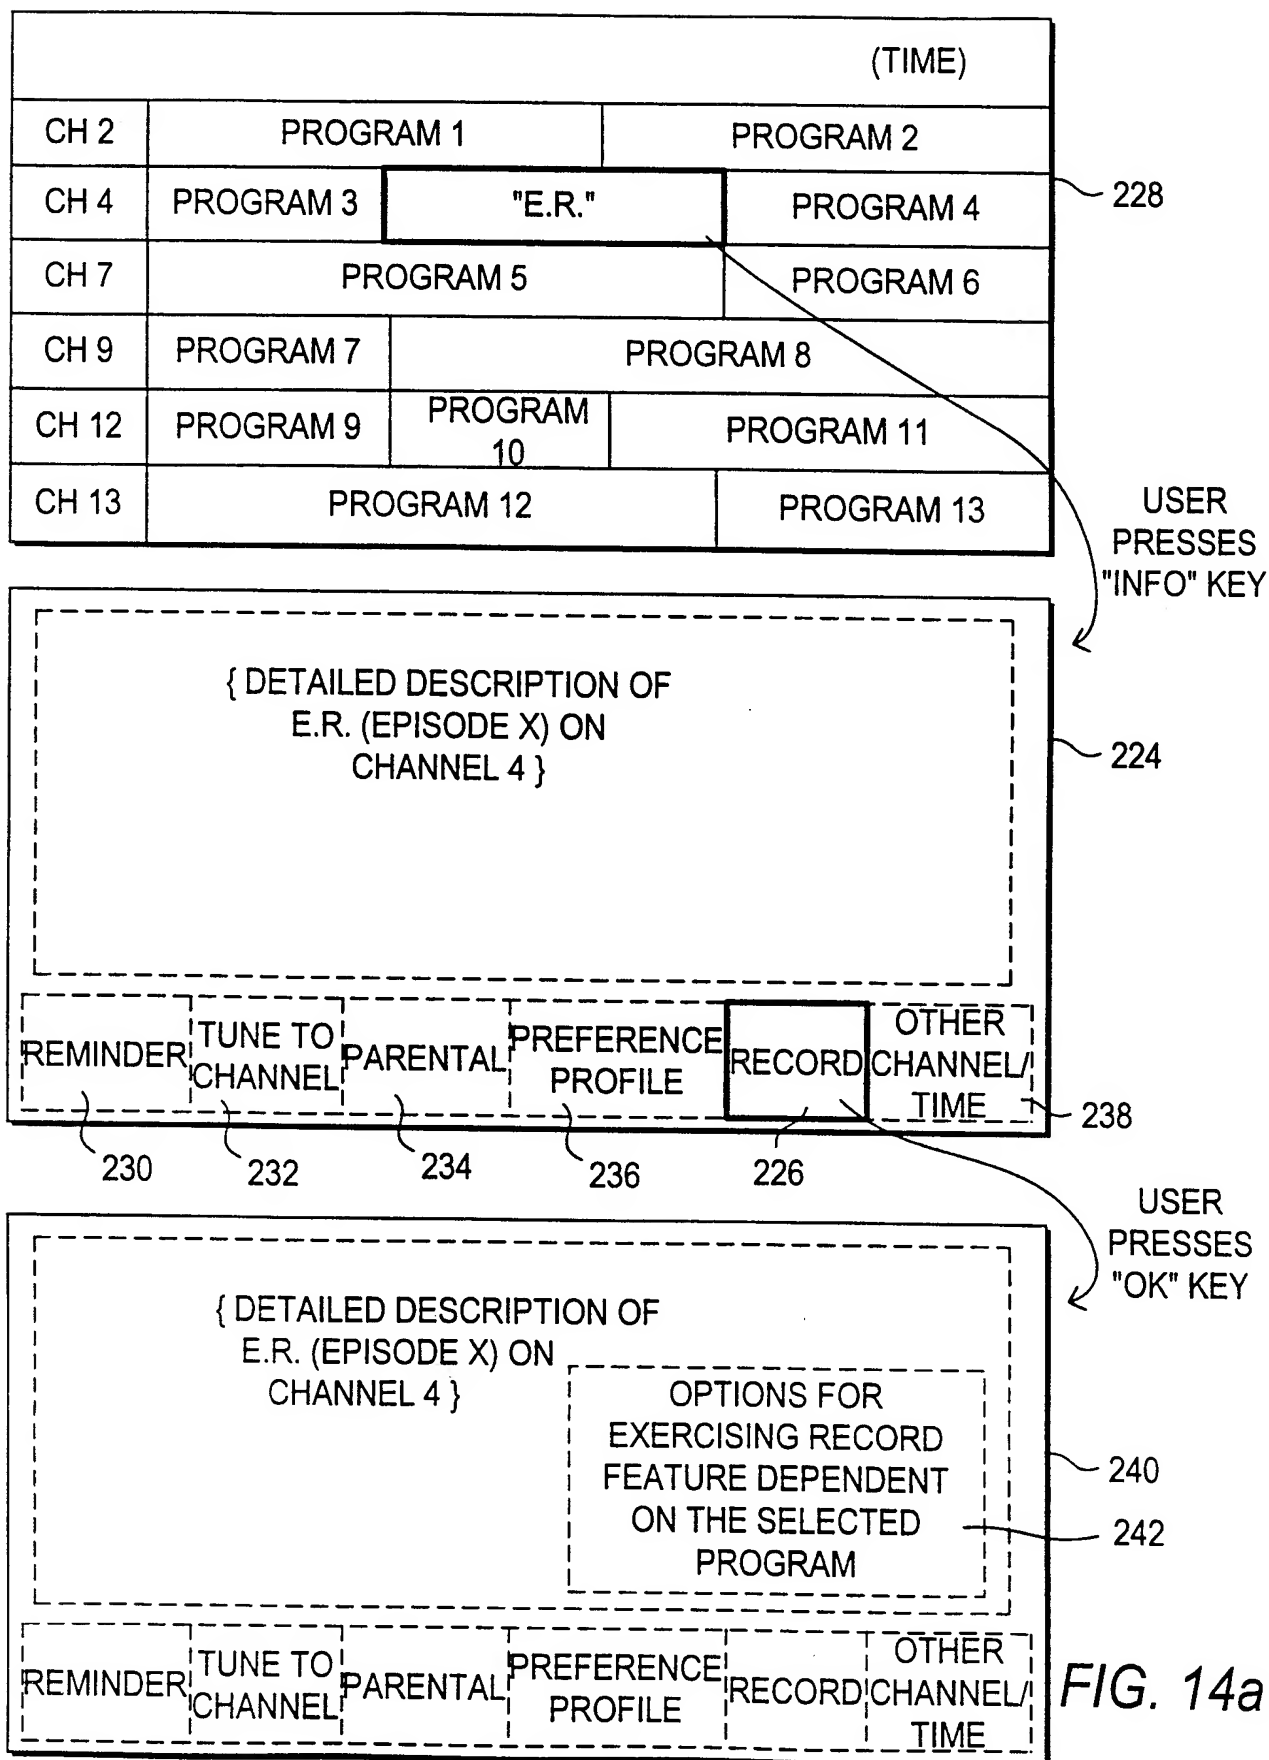 (TIME)
CH 2 PROGRAM 1 PROGRAM 2
CH 4 PROGRAM 3 "E.R." PROGRAM 4
228
CH 7 PROGRAM 5 PROGRAM 6
CH 9 PROGRAM 7 PROGRAM 8
CH 12 PROGRAM 9 PROGRAM
10 PROGRAM 11
CH 13 PROGRAM 12 PROGRAM 13
USER
PRESSES
"INFO" KEY
{ DETAILED DESCRIPTION OF
E.R. (EPISODE X) ON
CHANNEL 4 }
224
REMINDER
TUNE TO
CHANNEL
PARENTAL
PREFERENCE
PROFILE
RECORD
OTHER
CHANNEL/
TIME
238
230 232 234 236 226
USER
PRESSES
"OK" KEY
{ DETAILED DESCRIPTION OF
E.R. (EPISODE X) ON
CHANNEL 4 }
OPTIONS FOR
EXERCISING RECORD
FEATURE DEPENDENT
ON THE SELECTED
PROGRAM
240
242
REMINDER
TUNE TO
CHANNEL
PARENTAL
PREFERENCE
PROFILE
RECORD
OTHER
CHANNEL/
TIME
FIG. 14a